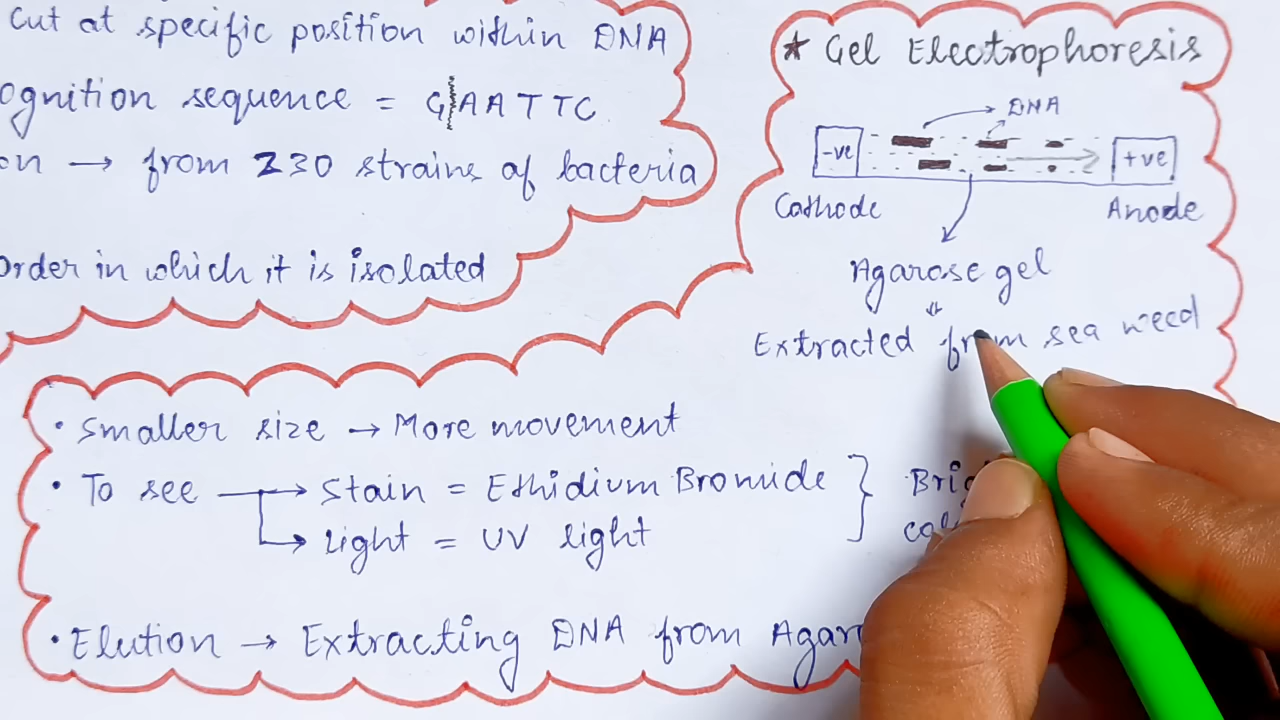 Cut at specific position within DNA
ognition sequence = G AATTC
on → from 230 strains of bacteria
Order in which it is isolated
★ Gel Electrophoresis
DNA
-ve
+ve
Cathode
Anode
Agarose gel
Extracted from sea weed
• Smaller size → More movement
• To see → Stain = Ethidium Bromide
→ Light = UV light
• Elution → Extracting DNA from Agar